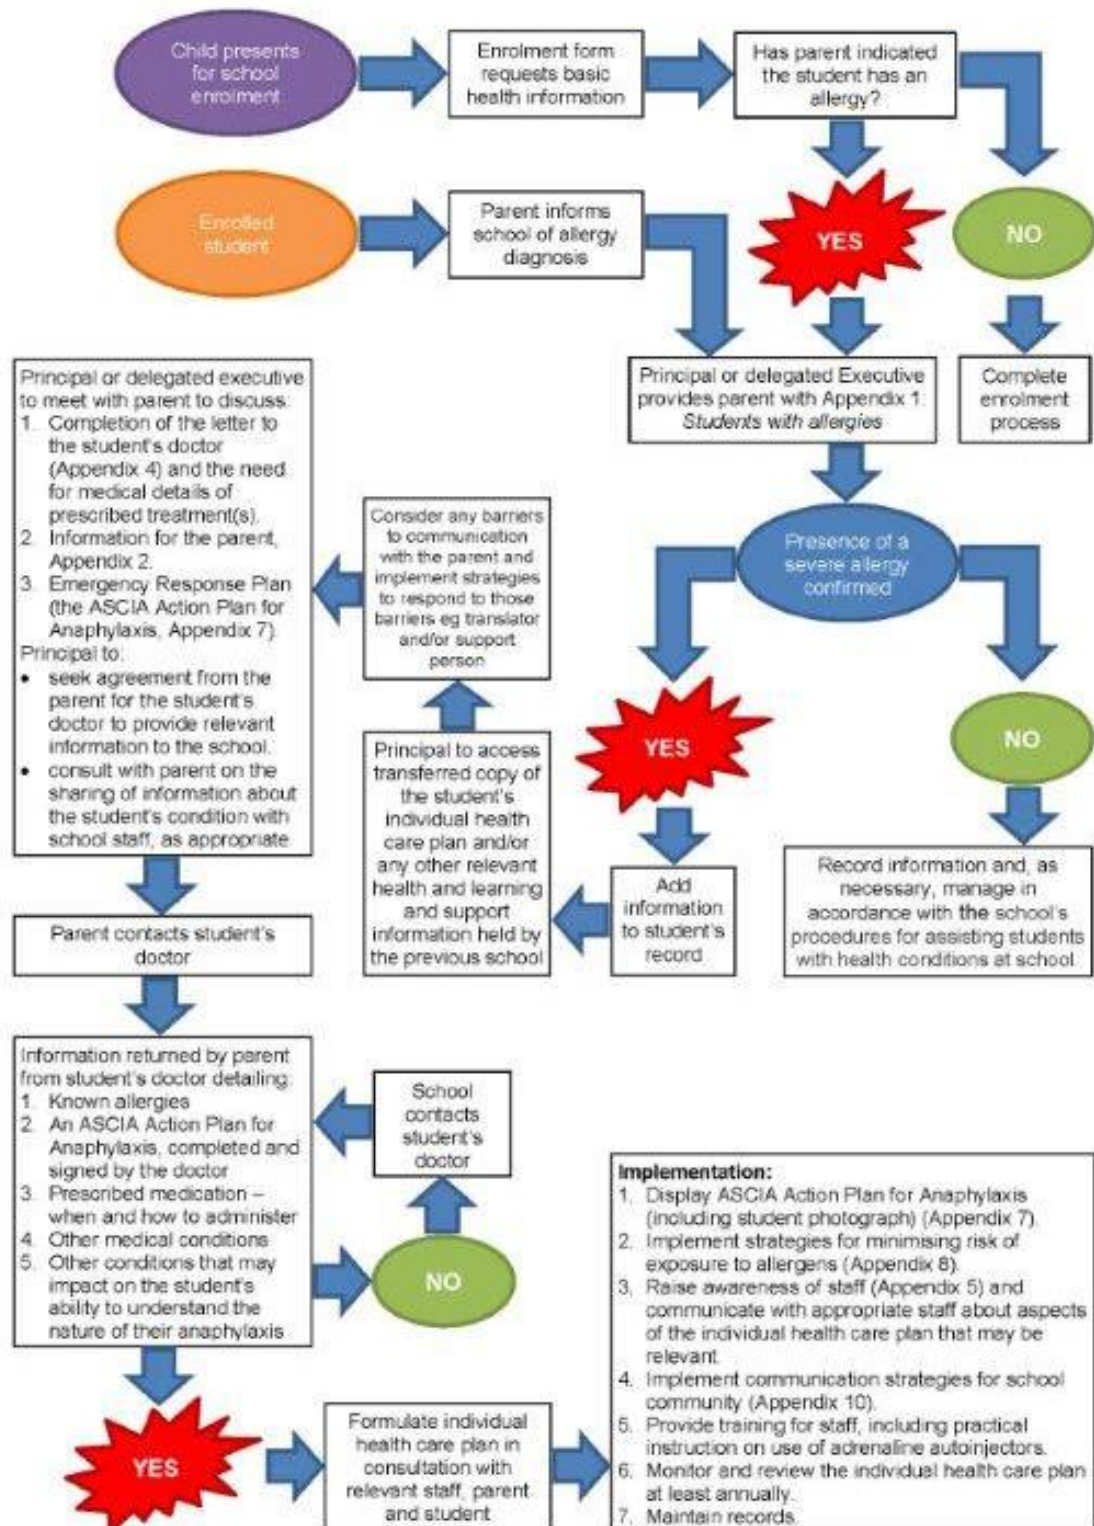 Child presents
for school
enrolment
Enrolment form
requests basic
health information
Has parent indicated
the student has an
allergy?
Enrolled
student
Parent informs
school of allergy
diagnosis
YES
NO
Principal or delegated Executive
provides parent with Appendix 1
Students with allergies
Complete
enrolment
process
Presence of a
severe allergy
confirmed
YES
NO
Add
information
to student's
record
Record information and, as
necessary, manage in
accordance with the school's
procedures for assisting students
with health conditions at school
Principal to access
transferred copy of
the student's
individual health
care plan and/or
any other relevant
health and learning
and support
information held by
the previous school
Consider any barriers
to communication
with the parent and
implement strategies
to respond to those
barriers eg translator
and/or support
person
Principal or delegated executive
to meet with parent to discuss:
1. Completion of the letter to
the student's doctor
(Appendix 4) and the need
for medical details of
prescribed treatment(s).
2. Information for the parent,
Appendix 2.
3. Emergency Response Plan
(the ASCIA Action Plan for
Anaphylaxis, Appendix 7).
Principal to:
• seek agreement from the
parent for the student's
doctor to provide relevant
information to the school.
• consult with parent on the
sharing of information about
the student's condition with
school staff, as appropriate
Parent contacts student's
doctor
Information returned by parent
from student's doctor detailing:
1. Known allergies
2. An ASCIA Action Plan for
Anaphylaxis, completed and
signed by the doctor
3. Prescribed medication –
when and how to administer
4. Other medical conditions
5. Other conditions that may
impact on the student's
ability to understand the
nature of their anaphylaxis
School
contacts
student's
doctor
NO
YES
Formulate individual
health care plan in
consultation with
relevant staff, parent
and student
Implementation:
1. Display ASCIA Action Plan for Anaphylaxis
(including student photograph) (Appendix 7).
2. Implement strategies for minimising risk of
exposure to allergens (Appendix 8).
3. Raise awareness of staff (Appendix 5) and
communicate with appropriate staff about aspects
of the individual health care plan that may be
relevant.
4. Implement communication strategies for school
community (Appendix 10).
5. Provide training for staff, including practical
instruction on use of adrenaline autoinjectors.
6. Monitor and review the individual health care plan
at least annually.
7. Maintain records.